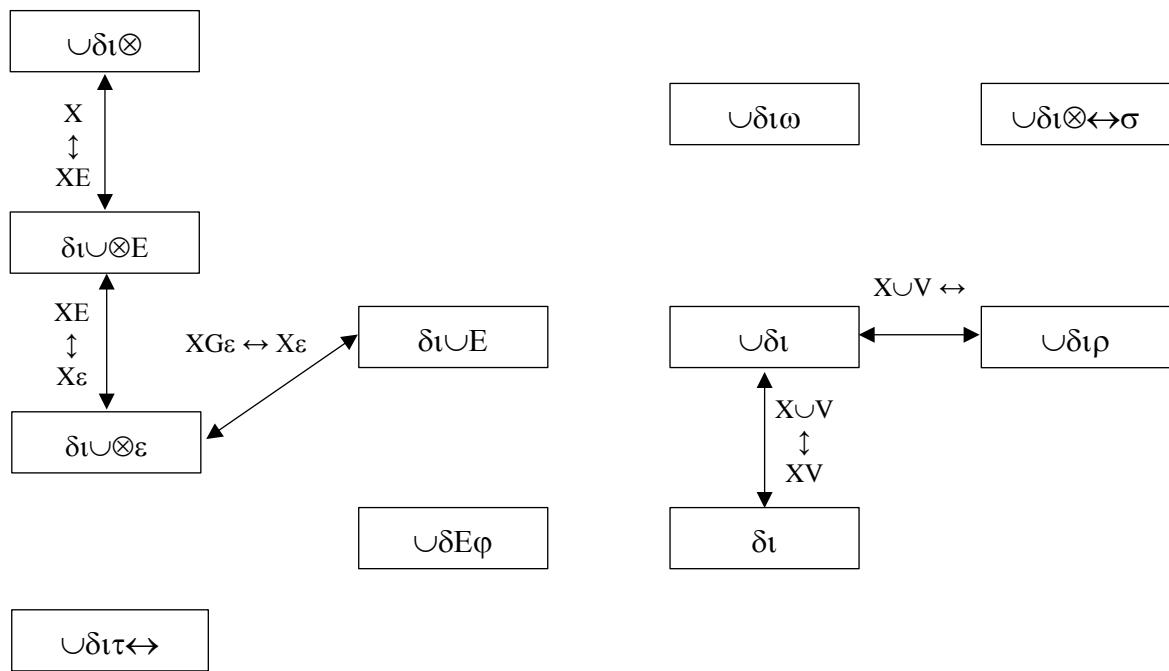 ∪δι⊗
X
↕
XE
δι∪⊗E
XE
↕
Xε
δι∪⊗ε
XGε ↔ Xε
δι∪E
∪δEφ
∪διτ↔
∪διω
∪δι⊗↔σ
X∪V ↔
∪δι
∪διρ
X∪V
↕
XV
δι